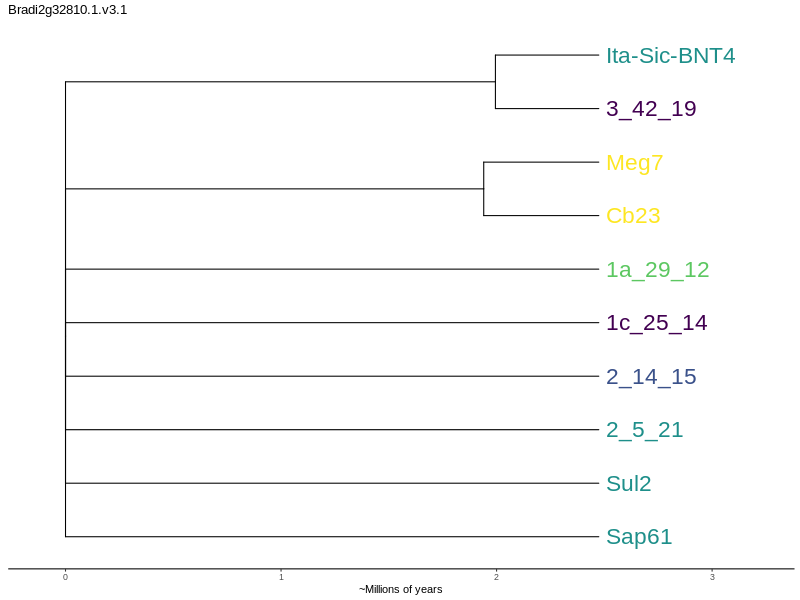 Bradi2g32810.1.v3.1
Ita-Sic-BNT4
3_42_19
Meg7
Cb23
1a_29_12
1c_25_14
2_14_15
2_5_21
Sul2
Sap61
0 1 2 3
~Millions of years